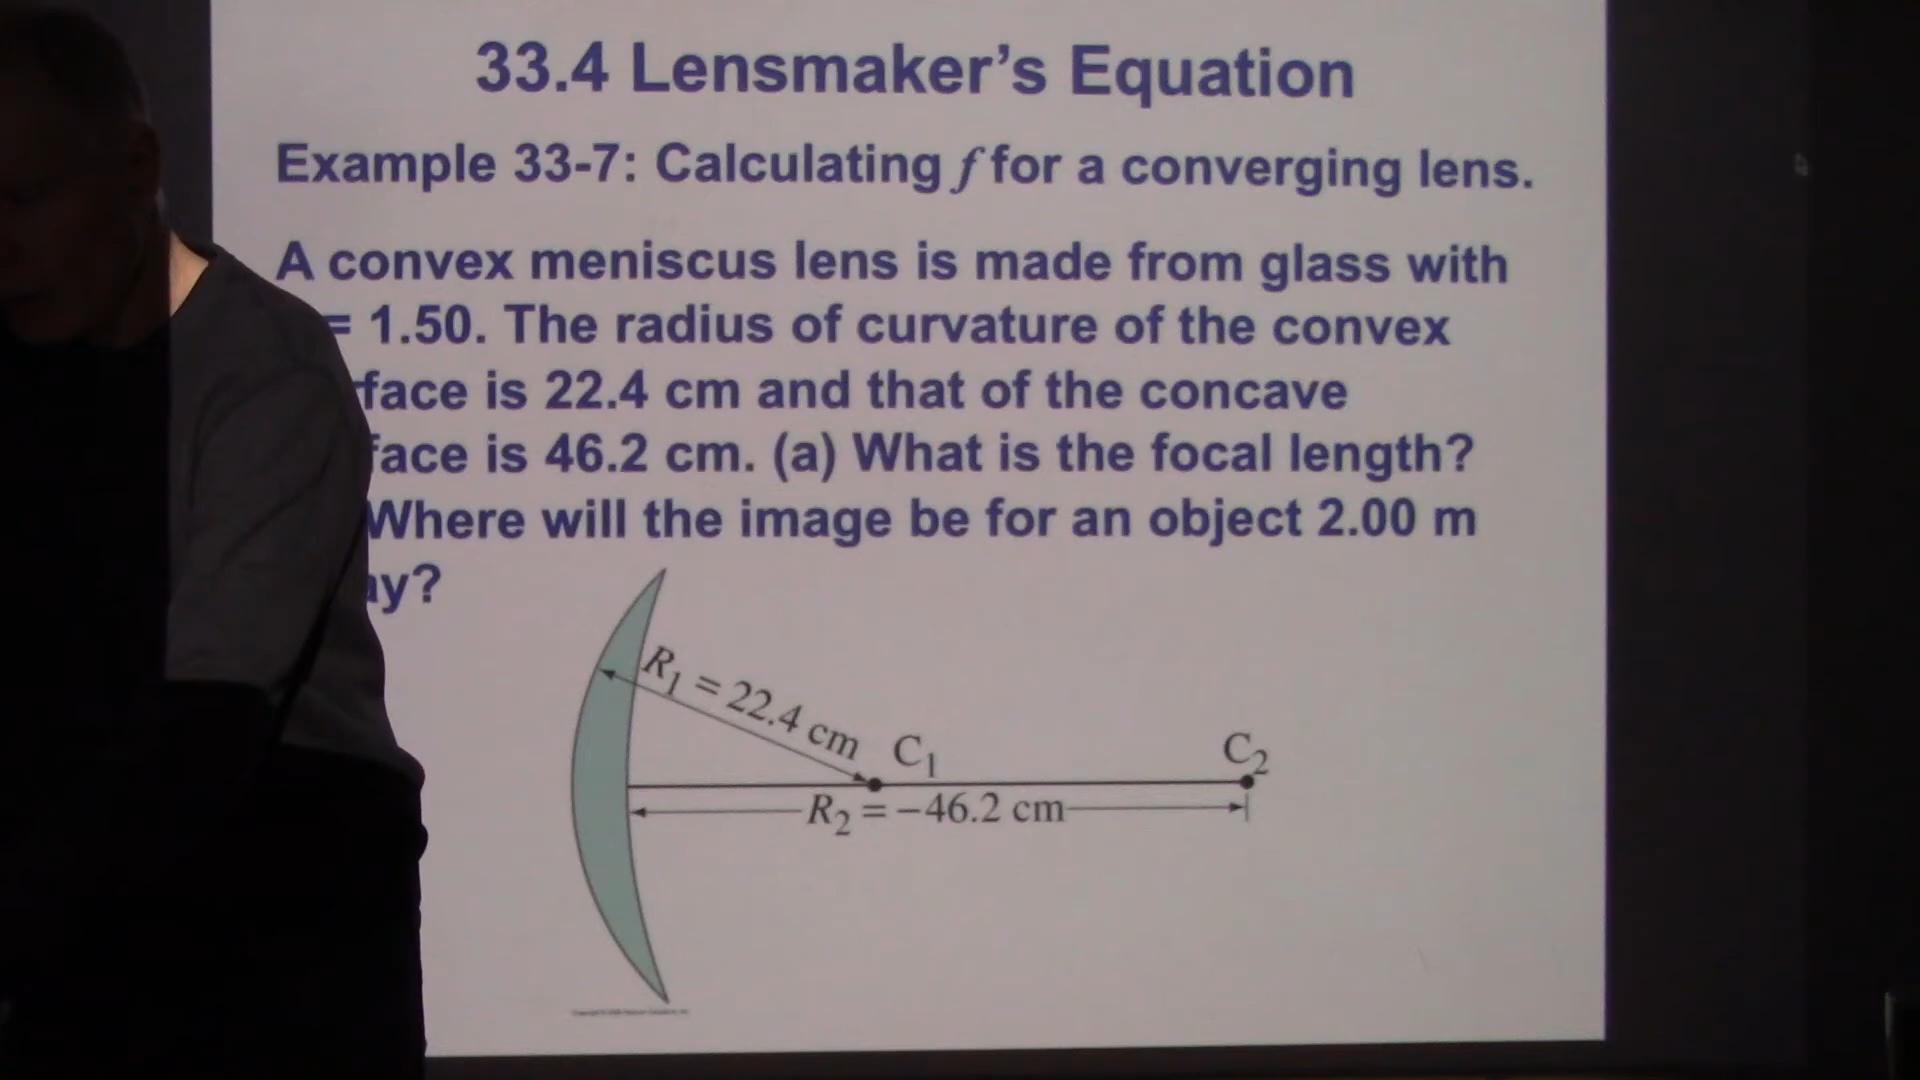 33.4 Lensmaker’s Equation
Example 33-7: Calculating f for a converging lens.
A convex meniscus lens is made from glass with
= 1.50. The radius of curvature of the convex
face is 22.4 cm and that of the concave
face is 46.2 cm. (a) What is the focal length?
Where will the image be for an object 2.00 m
ay?
R₁ = 22.4 cm
C₁
C₂
R₂ = −46.2 cm